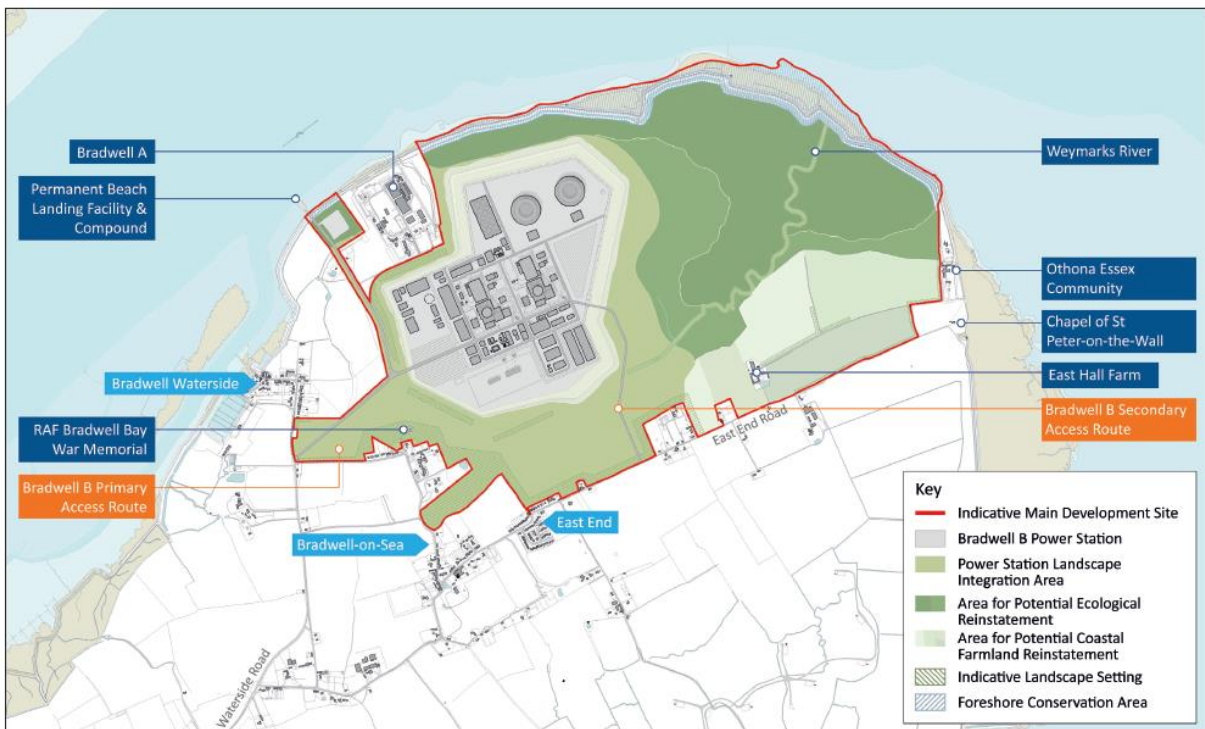 Bradwell A
Permanent Beach
Landing Facility &
Compound
Bradwell Waterside
RAF Bradwell Bay
War Memorial
Bradwell B Primary
Access Route
Bradwell-on-Sea
East End
Waterside Road
East End Road
Weymarks River
Othona Essex
Community
Chapel of St
Peter-on-the-Wall
East Hall Farm
Bradwell B Secondary
Access Route
Key
Indicative Main Development Site
Bradwell B Power Station
Power Station Landscape
Integration Area
Area for Potential Ecological
Reinstatement
Area for Potential Coastal
Farmland Reinstatement
Indicative Landscape Setting
Foreshore Conservation Area